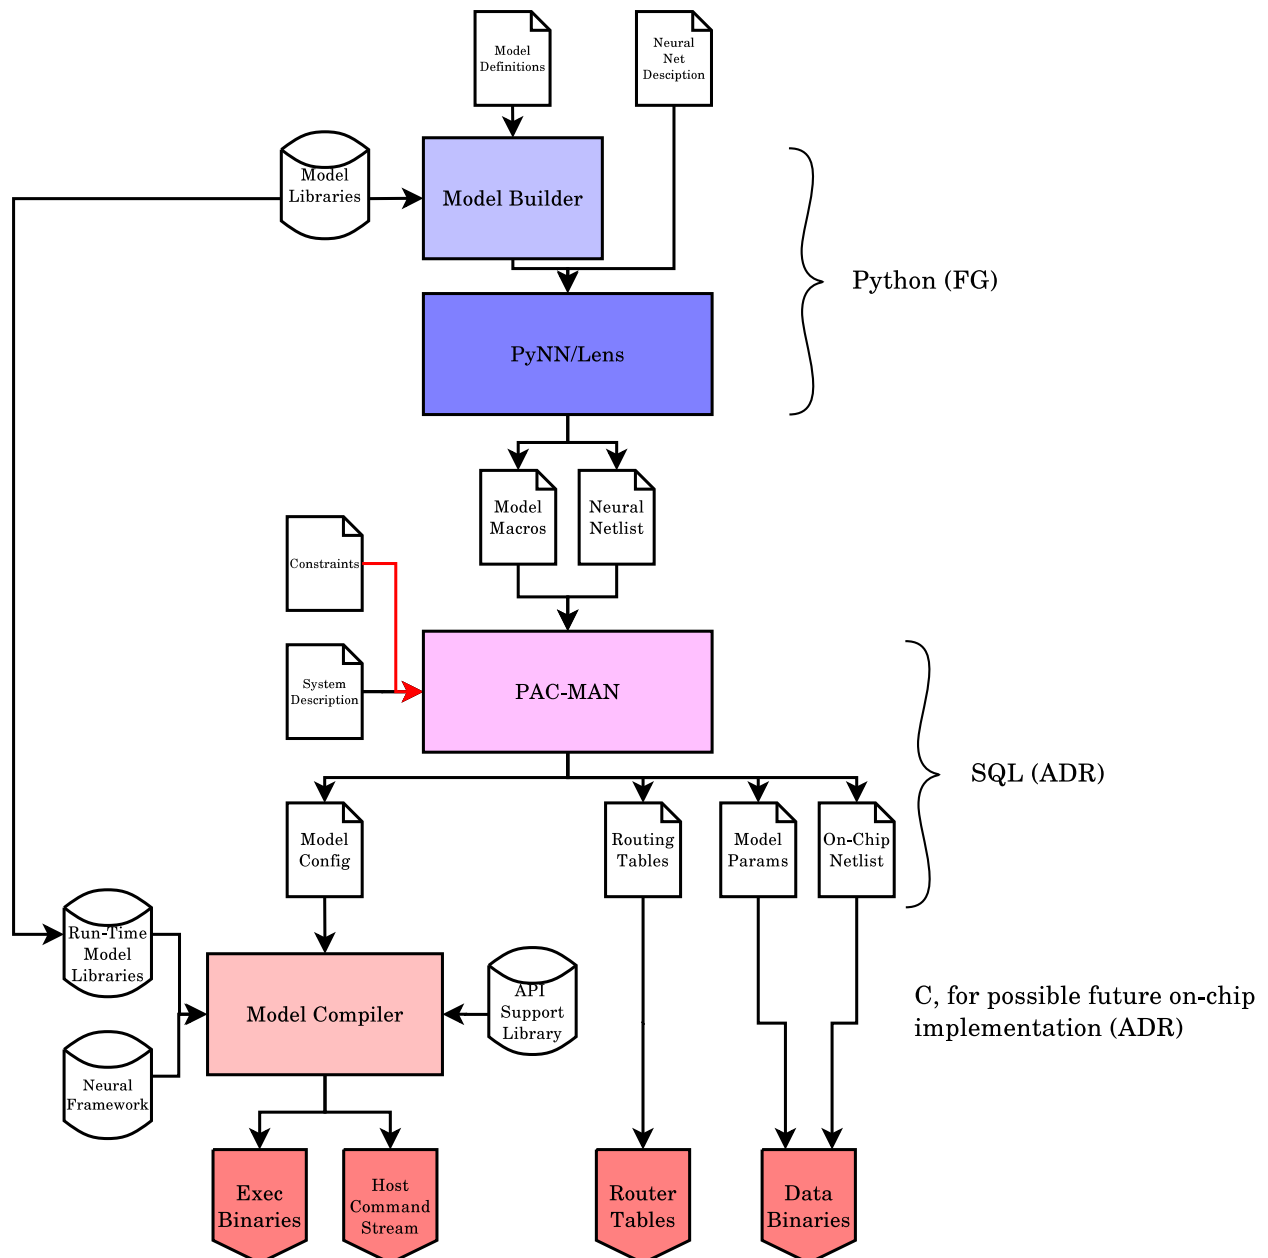 Model
Definitions
Neural
Net
Desciption
Model
Libraries
Model Builder
Python (FG)
PyNN/Lens
Model
Macros
Neural
Netlist
Constraints
System
Description
PAC-MAN
SQL (ADR)
Model
Config
Routing
Tables
Model
Params
On-Chip
Netlist
Run-Time
Model
Libraries
Model Compiler
API
Support
Library
C, for possible future on-chip
implementation (ADR)
Neural
Framework
Exec
Binaries
Host
Command
Stream
Router
Tables
Data
Binaries